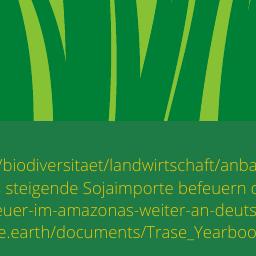 /biodiversitaet/landwirtschaft/anba
steigende Sojaimporte befeuern
euer-im-amazonas-weiter-an-deuts
e.earth/documents/Trase_Yearboo